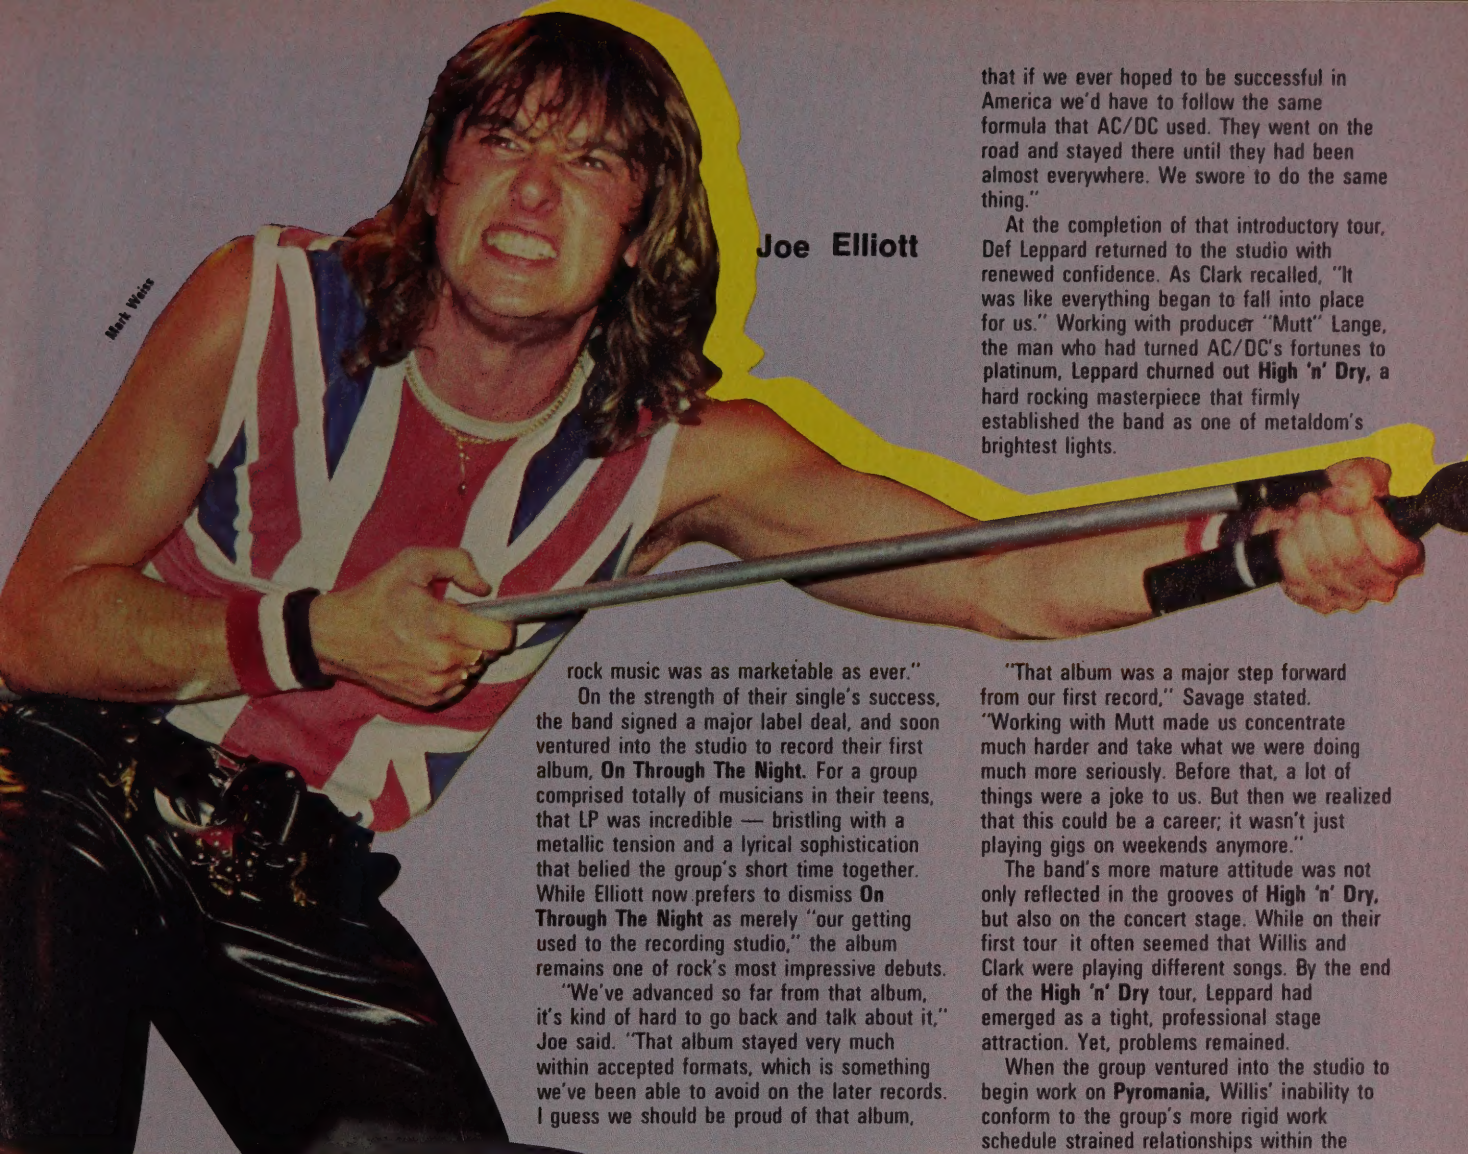 Mark Weiss
Joe Elliott
rock music was as marketable as ever."
On the strength of their single's success,
the band signed a major label deal, and soon
ventured into the studio to record their first
album, On Through The Night. For a group
comprised totally of musicians in their teens,
that LP was incredible — bristling with a
metallic tension and a lyrical sophistication
that belied the group's short time together.
While Elliott now prefers to dismiss On
Through The Night as merely "our getting
used to the recording studio," the album
remains one of rock's most impressive debuts.
"We've advanced so far from that album,
it's kind of hard to go back and talk about it,"
Joe said. "That album stayed very much
within accepted formats, which is something
we've been able to avoid on the later records.
I guess we should be proud of that album,
that if we ever hoped to be successful in
America we'd have to follow the same
formula that AC/DC used. They went on the
road and stayed there until they had been
almost everywhere. We swore to do the same
thing."
At the completion of that introductory tour,
Def Leppard returned to the studio with
renewed confidence. As Clark recalled, "It
was like everything began to fall into place
for us." Working with producer "Mutt" Lange,
the man who had turned AC/DC's fortunes to
platinum, Leppard churned out High 'n' Dry, a
hard rocking masterpiece that firmly
established the band as one of metaldom's
brightest lights.
"That album was a major step forward
from our first record," Savage stated.
"Working with Mutt made us concentrate
much harder and take what we were doing
much more seriously. Before that, a lot of
things were a joke to us. But then we realized
that this could be a career; it wasn't just
playing gigs on weekends anymore."
The band's more mature attitude was not
only reflected in the grooves of High 'n' Dry,
but also on the concert stage. While on their
first tour it often seemed that Willis and
Clark were playing different songs. By the end
of the High 'n' Dry tour, Leppard had
emerged as a tight, professional stage
attraction. Yet, problems remained.
When the group ventured into the studio to
begin work on Pyromania, Willis' inability to
conform to the group's more rigid work
schedule strained relationships within the